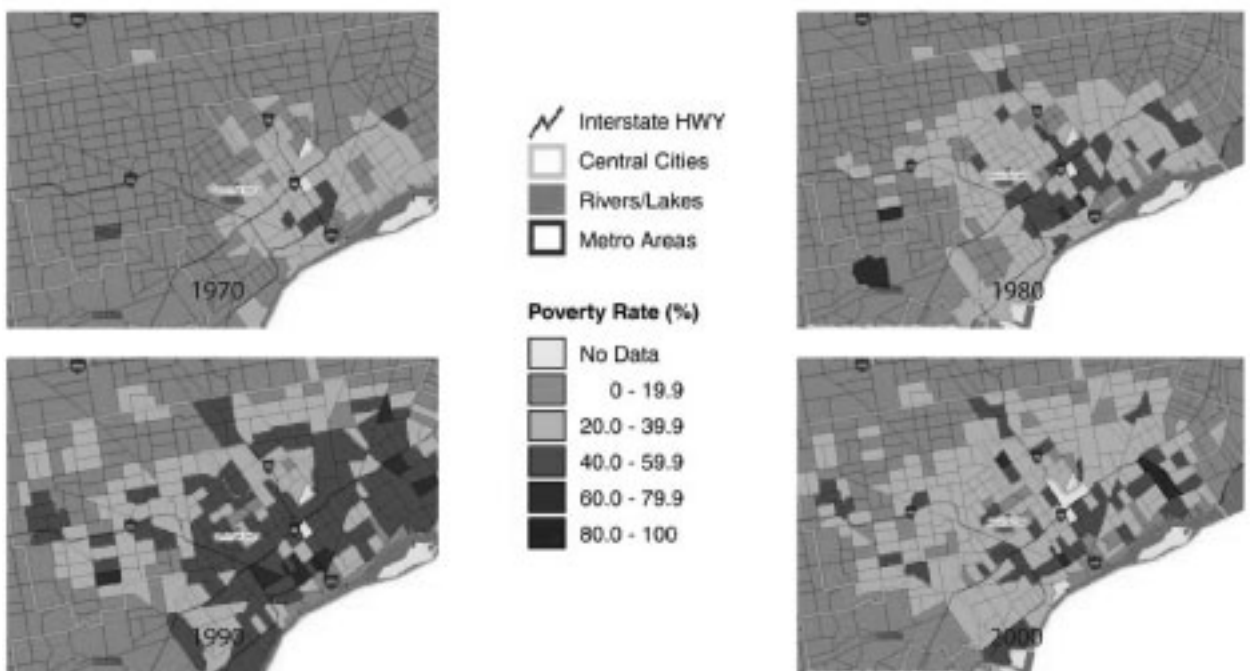 Interstate HWY
Central Cities
Rivers/Lakes
Metro Areas
1970
1980
Poverty Rate (%)
No Data
0 - 19.9
20.0 - 39.9
40.0 - 59.9
60.0 - 79.9
80.0 - 100
1990
2000